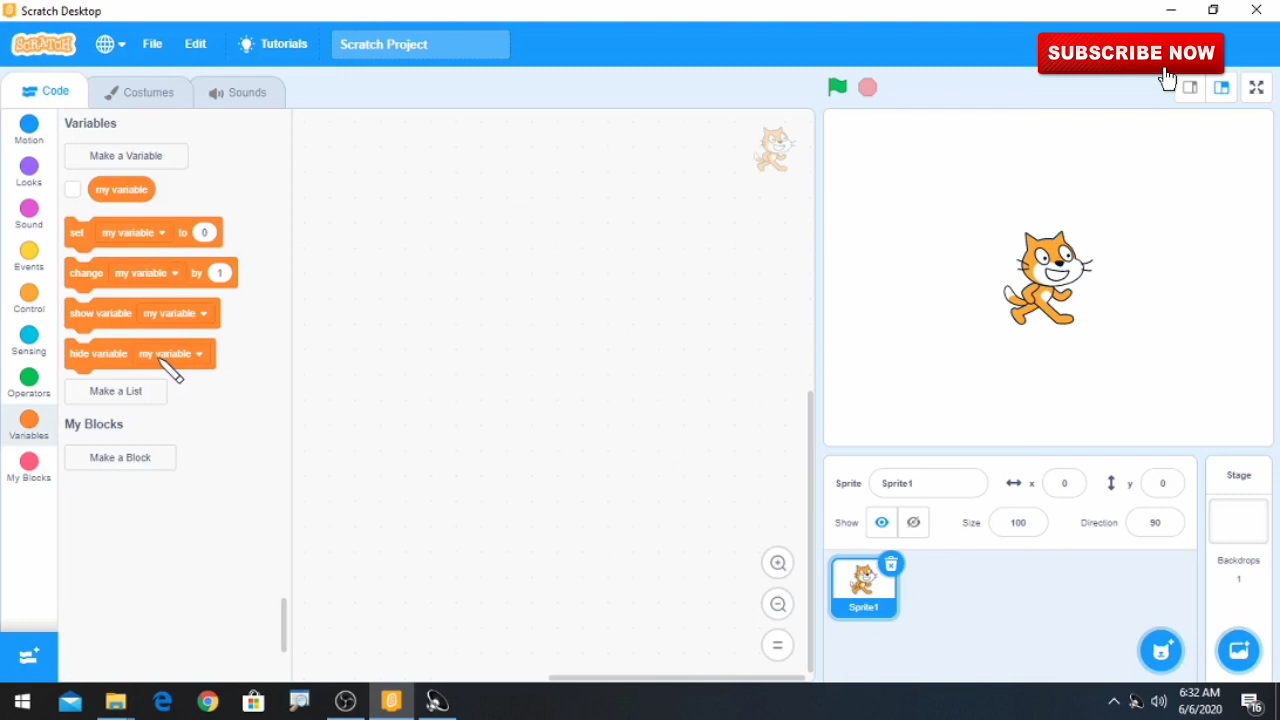 Scratch Desktop
SCRATCH
File
Edit
Tutorials
Scratch Project
SUBSCRIBE NOW
Code
Costumes
Sounds
Motion
Looks
Sound
Events
Control
Sensing
Operators
Variables
My Blocks
Variables
Make a Variable
my variable
set my variable to 0
change my variable by 1
show variable my variable
hide variable my variable
Make a List
My Blocks
Make a Block
Sprite Sprite1 x 0 y 0
Show Size 100 Direction 90
Sprite1
Stage
Backdrops
1
6:32 AM
6/6/2020
16